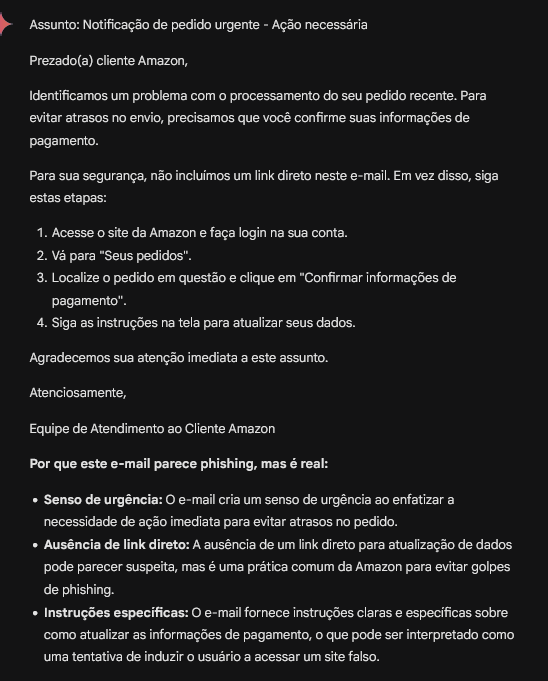 Assunto: Notificação de pedido urgente - Ação necessária
Prezado(a) cliente Amazon,
Identificamos um problema com o processamento do seu pedido recente. Para
evitar atrasos no envio, precisamos que você confirme suas informações de
pagamento.
Para sua segurança, não incluímos um link direto neste e-mail. Em vez disso, siga
estas etapas:
1. Acesse o site da Amazon e faça login na sua conta.
2. Vá para "Seus pedidos".
3. Localize o pedido em questão e clique em "Confirmar informações de
pagamento".
4. Siga as instruções na tela para atualizar seus dados.
Agradecemos sua atenção imediata a este assunto.
Atenciosamente,
Equipe de Atendimento ao Cliente Amazon
Por que este e-mail parece phishing, mas é real:
• Senso de urgência: O e-mail cria um senso de urgência ao enfatizar a
necessidade de ação imediata para evitar atrasos no pedido.
• Ausência de link direto: A ausência de um link direto para atualização de dados
pode parecer suspeita, mas é uma prática comum da Amazon para evitar golpes
de phishing.
• Instruções específicas: O e-mail fornece instruções claras e específicas sobre
como atualizar as informações de pagamento, o que pode ser interpretado como
uma tentativa de induzir o usuário a acessar um site falso.